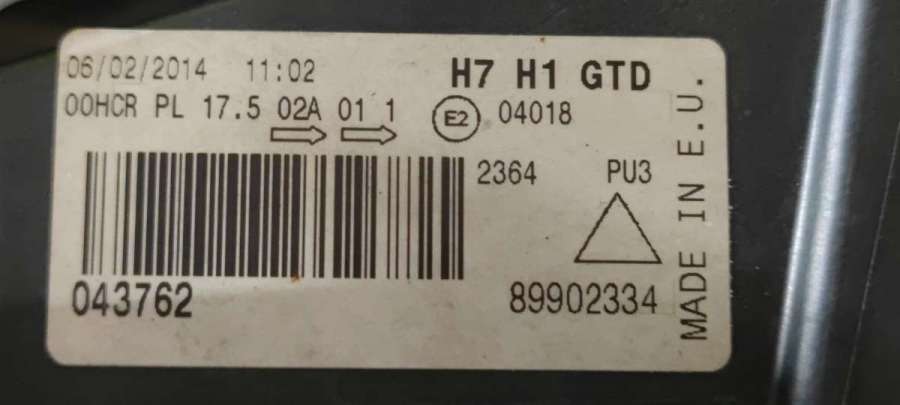 06/02/2014 11:02
H7 H1 GTD
00HCR PL 17.5 02A 01 1
E2 04018
2364 PU3
043762
89902334
MADE IN E.U.